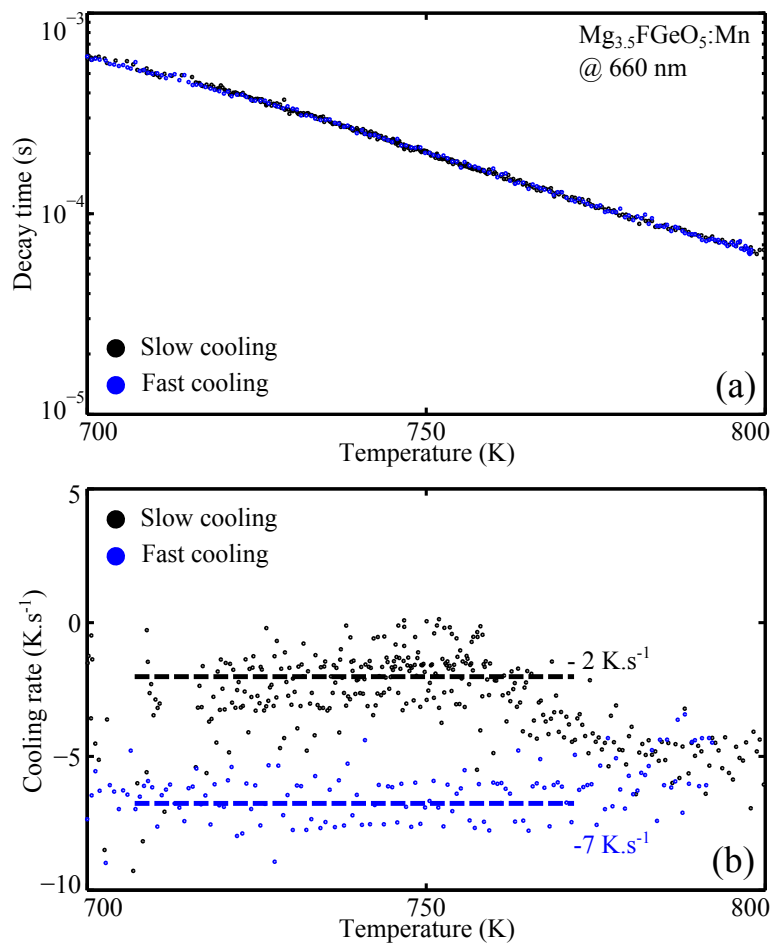 10⁻³
Mg₃.₅FGeO₅:Mn
@ 660 nm
Decay time (s)
10⁻⁴
Slow cooling
Fast cooling
(a)
10⁻⁵
700 750 800
Temperature (K)
5
Slow cooling
Fast cooling
0
- 2 K.s⁻¹
Cooling rate (K.s⁻¹)
−5
-7 K.s⁻¹
(b)
−10
700 750 800
Temperature (K)